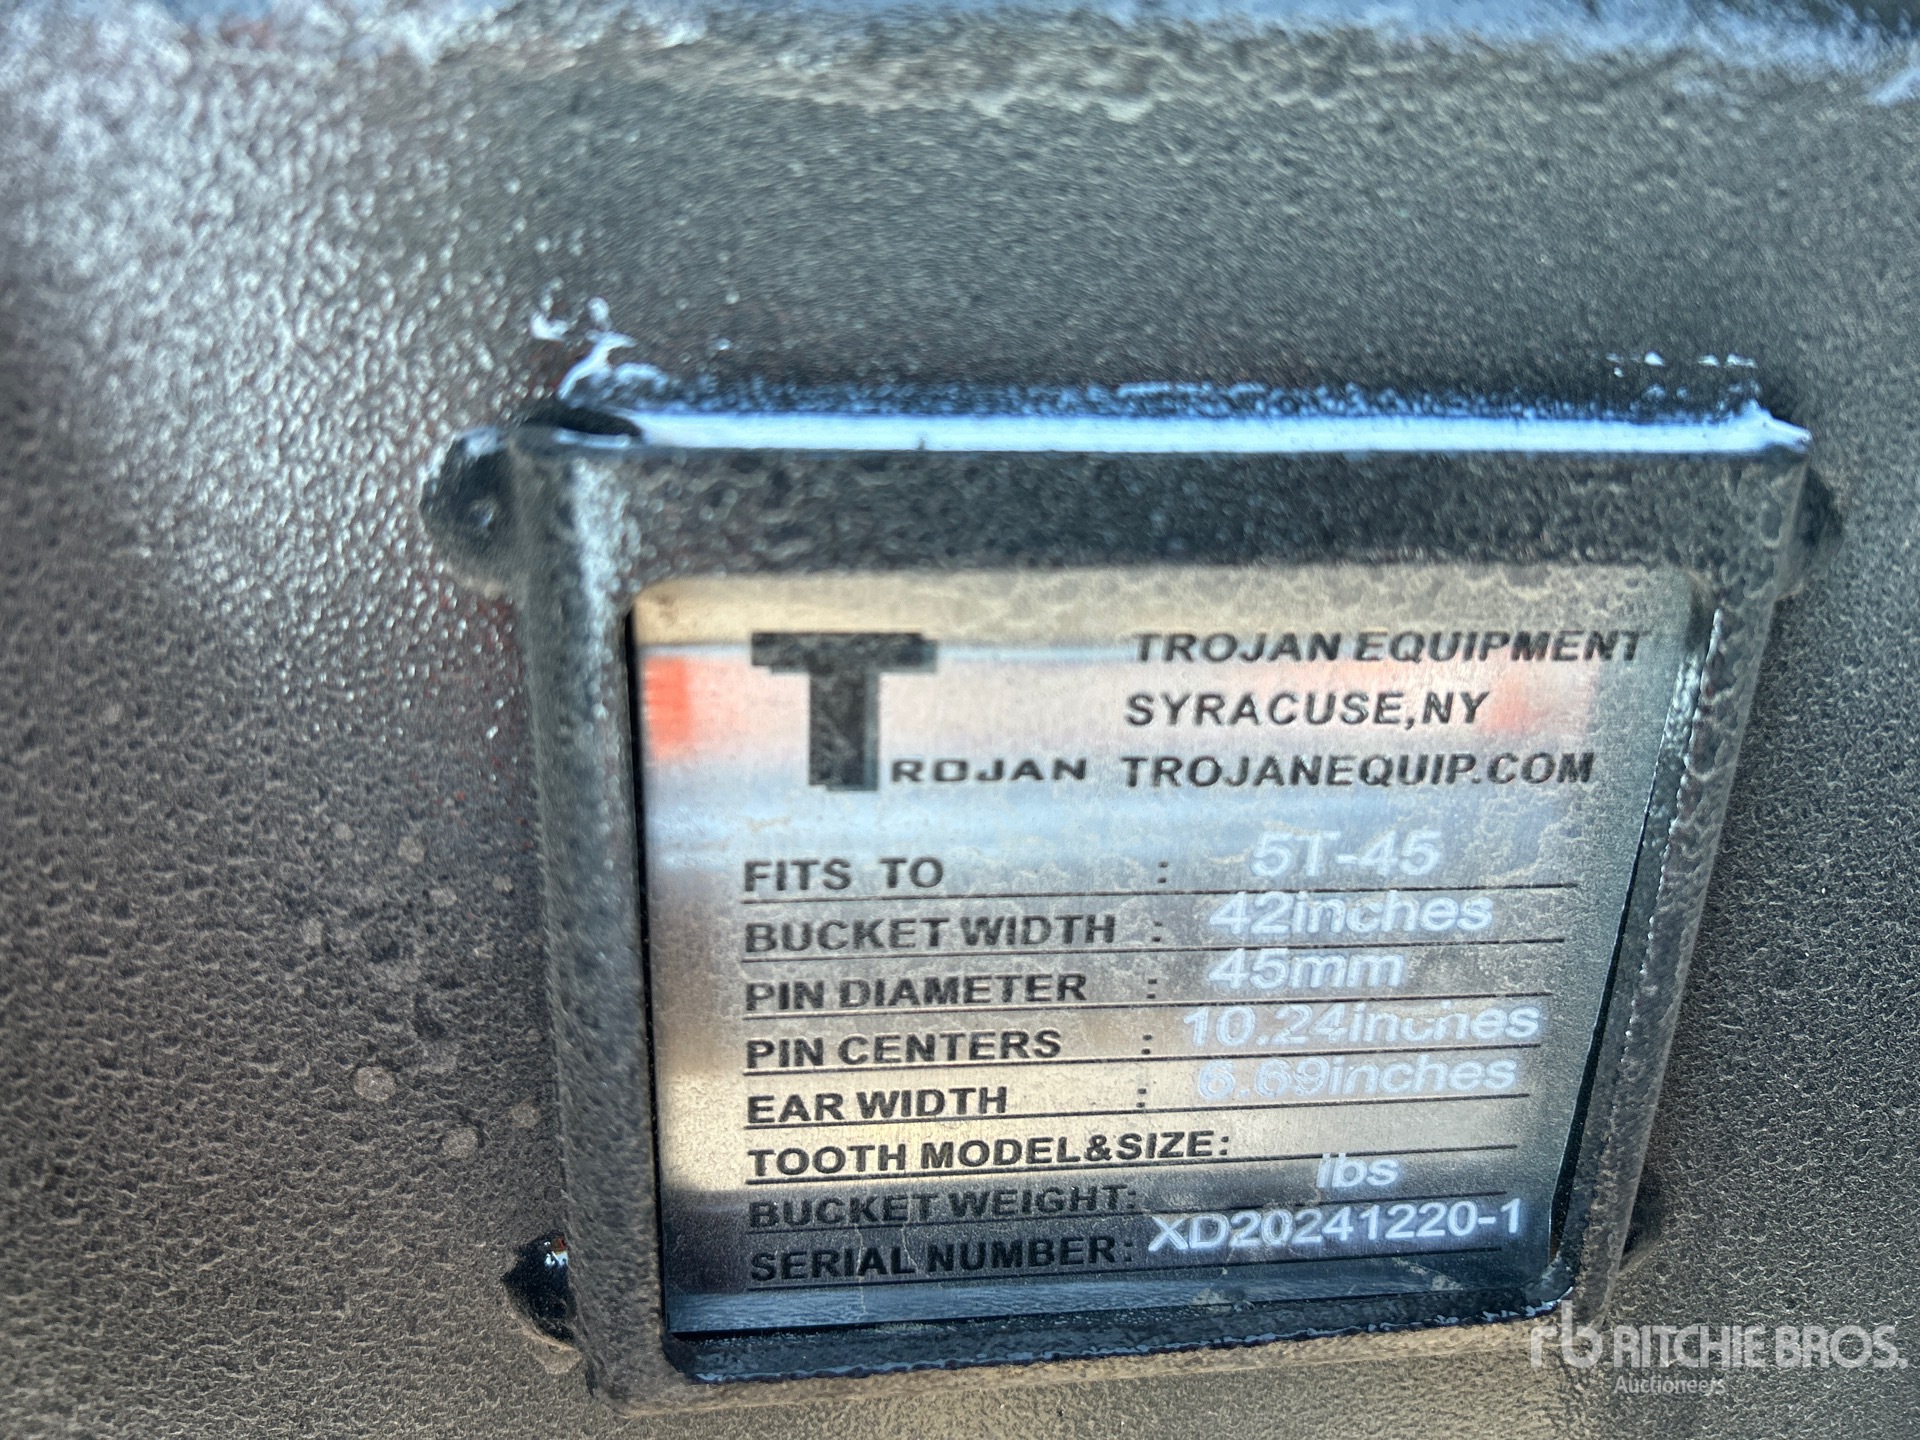 TROJAN EQUIPMENT
SYRACUSE,NY
TROJAN TROJANEQUIP.COM
FITS TO : 5T-45
BUCKET WIDTH : 42inches
PIN DIAMETER : 45mm
PIN CENTERS : 10.24inches
EAR WIDTH : 6.69inches
TOOTH MODEL&SIZE:
BUCKET WEIGHT: lbs
SERIAL NUMBER: XD20241220-1
rb RITCHIE BROS.
Auctioneers